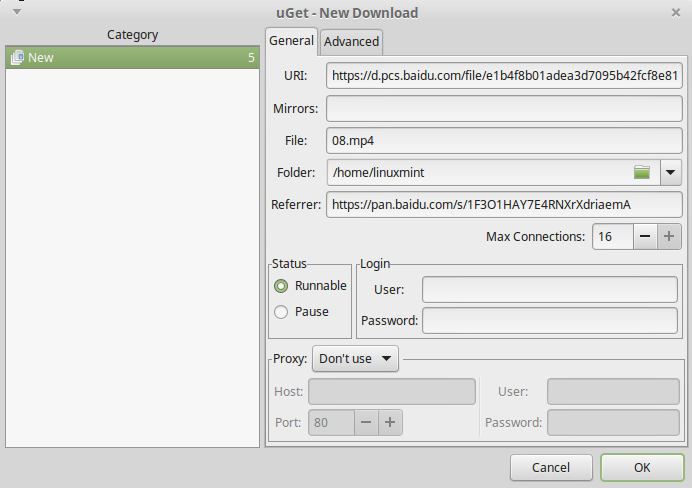 uGet - New Download
Category
New 5
General Advanced
URI: https://d.pcs.baidu.com/file/e1b4f8b01adea3d7095b42fcf8e81
Mirrors:
File: 08.mp4
Folder: /home/linuxmint
Referrer: https://pan.baidu.com/s/1F3O1HAY7E4RNXrXdriaemA
Max Connections: 16
Status
Runnable
Pause
Login
User:
Password:
Proxy: Don't use
Host: User:
Port: 80 Password:
Cancel OK